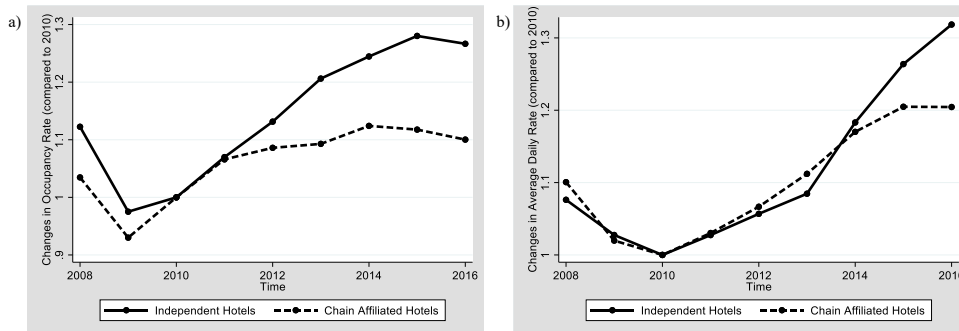 a)
Changes in Occupancy Rate (compared to 2010)
1.3
1.2
1.1
1
.9
2008
2010
2012
2014
2016
Time
Independent Hotels
Chain Affiliated Hotels
b)
Changes in Average Daily Rate (compared to 2010)
1.3
1.2
1.1
1
2008
2010
2012
2014
2016
Time
Independent Hotels
Chain Affiliated Hotels